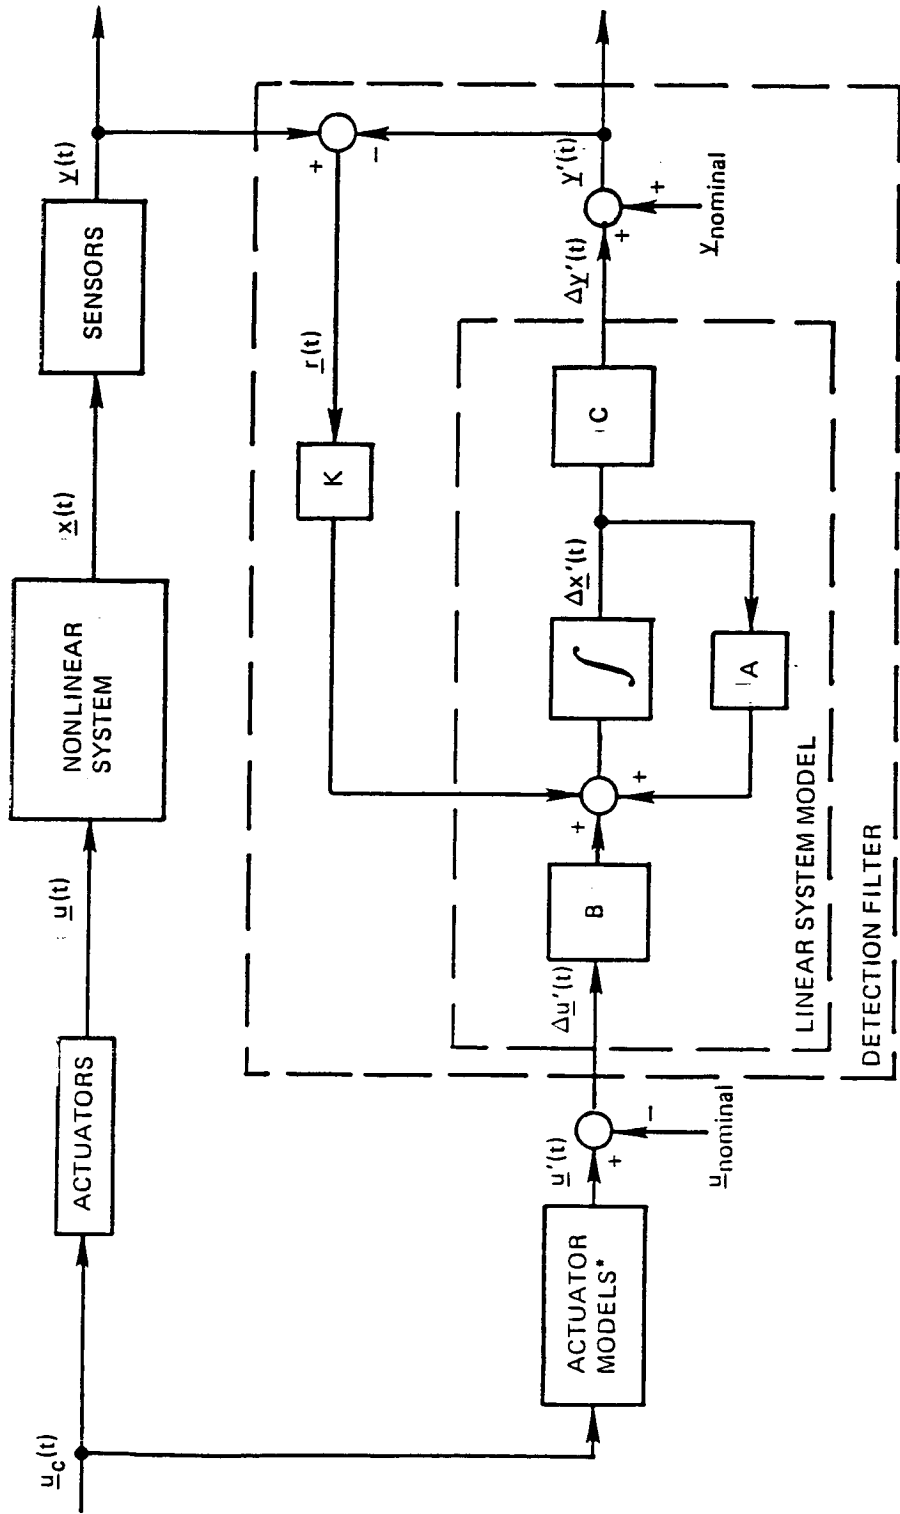 u_c(t)
ACTUATORS
u(t)
NONLINEAR
SYSTEM
x(t)
SENSORS
y(t)
K
r(t)
+
−
ACTUATOR
MODELS*
u'(t)
+
−
u_nominal
Δu'(t)
B
+
+
∫
Δx'(t)
A
C
Δy'(t)
+
+
y_nominal
y'(t)
LINEAR SYSTEM MODEL
DETECTION FILTER